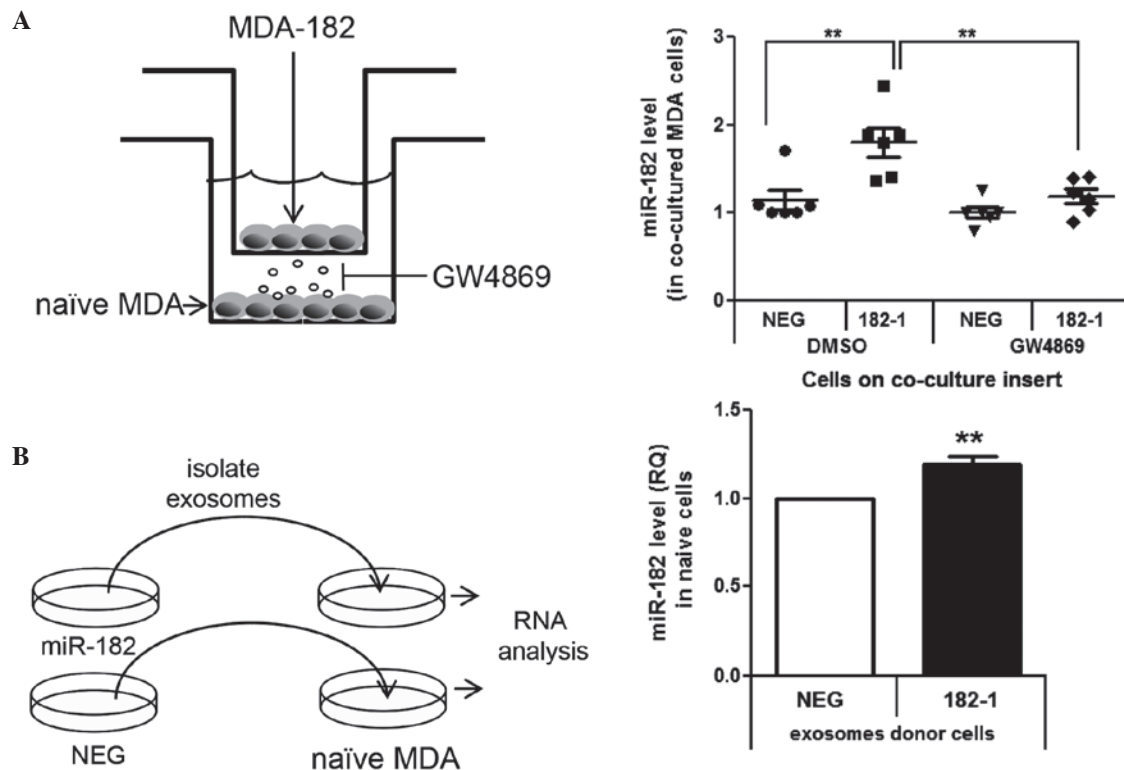 A
MDA-182
naïve MDA
GW4869
miR-182 level
(in co-cultured MDA cells)
3
2
1
0
**
**
NEG
182-1
NEG
182-1
DMSO
GW4869
Cells on co-culture insert
B
isolate
exosomes
miR-182
NEG
naïve MDA
RNA
analysis
miR-182 level (RQ)
in naive cells
1.5
1.0
0.5
0.0
**
NEG
182-1
exosomes donor cells